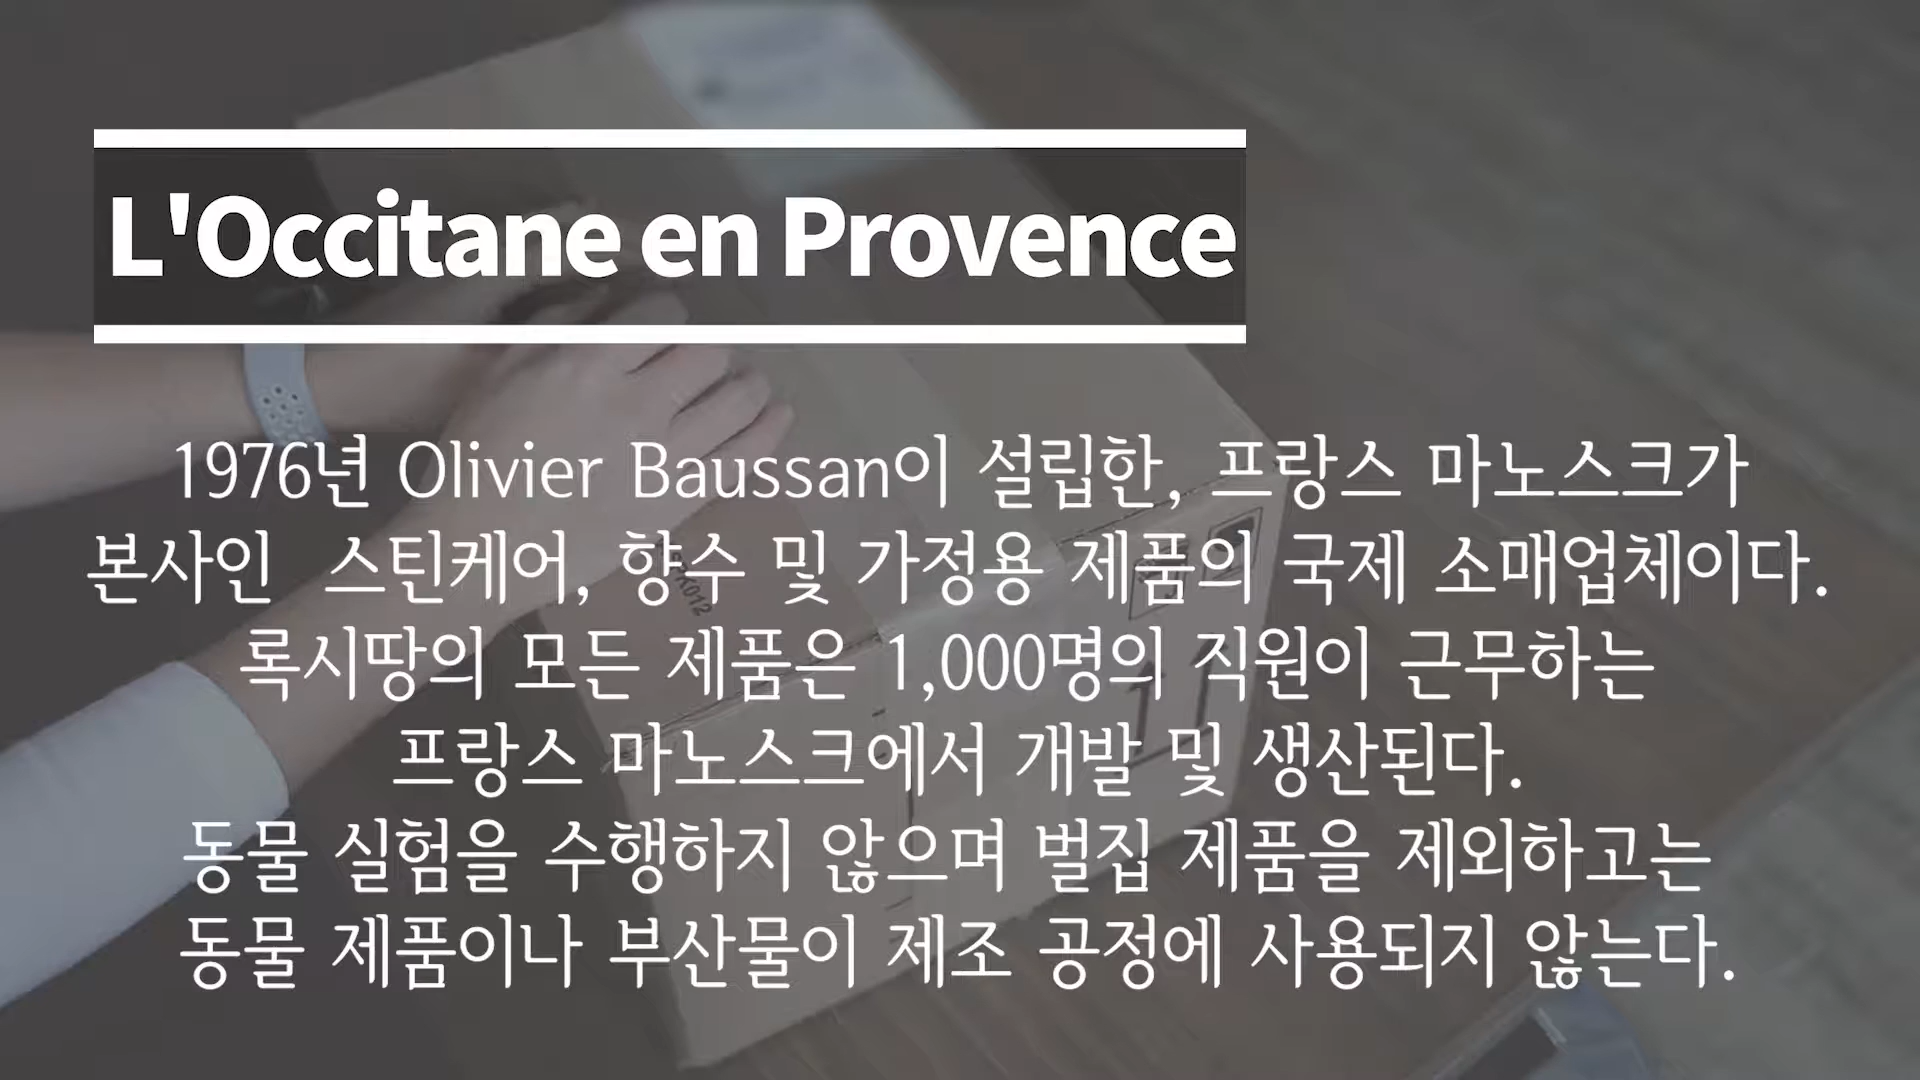 L'Occitane en Provence
1976년 Olivier Baussan이 설립한, 프랑스 마노스크가
본사인 스틴케어, 향수 및 가정용 제품의 국제 소매업체이다.
록시땅의 모든 제품은 1,000명의 직원이 근무하는
프랑스 마노스크에서 개발 및 생산된다.
동물 실험을 수행하지 않으며 벌집 제품을 제외하고는
동물 제품이나 부산물이 제조 공정에 사용되지 않는다.